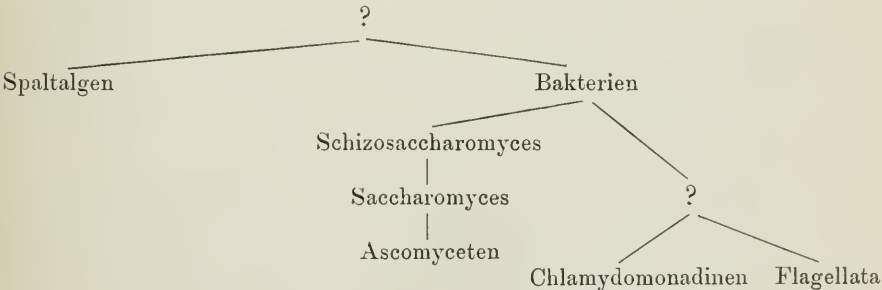 ?
Spaltalgen Bakterien
Schizosaccharomyces
Saccharomyces ?
Ascomyceten
Chlamydomonadinen Flagellata